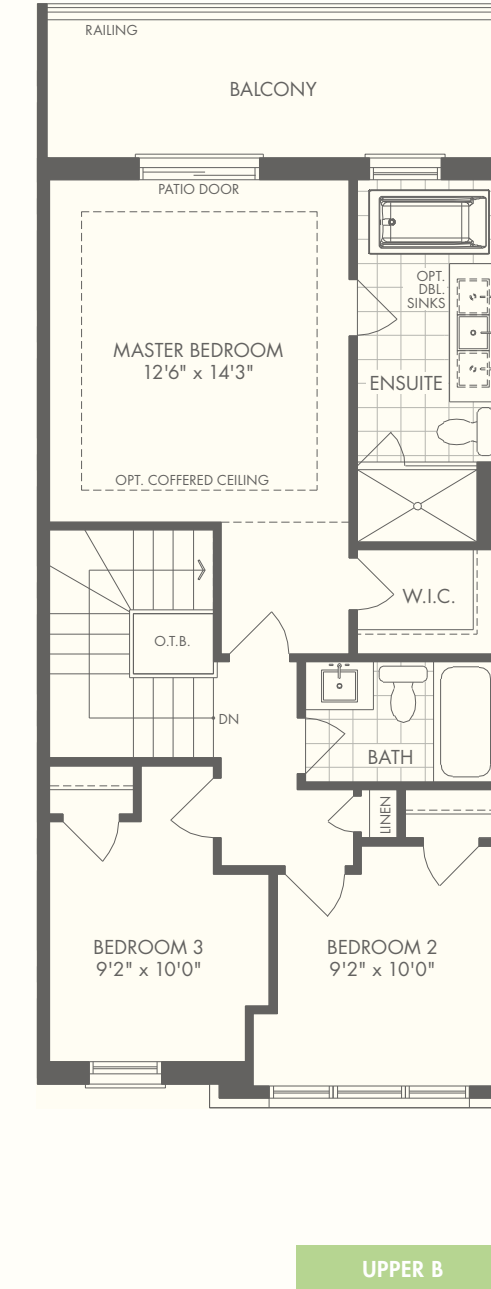 RAILING
BALCONY
PATIO DOOR
OPT.
DBL.
SINKS
MASTER BEDROOM
12'6" x 14'3"
ENSUITE
OPT. COFFERED CEILING
W.I.C.
O.T.B.
DN
BATH
LINEN
BEDROOM 3
9'2" x 10'0"
BEDROOM 2
9'2" x 10'0"
UPPER B